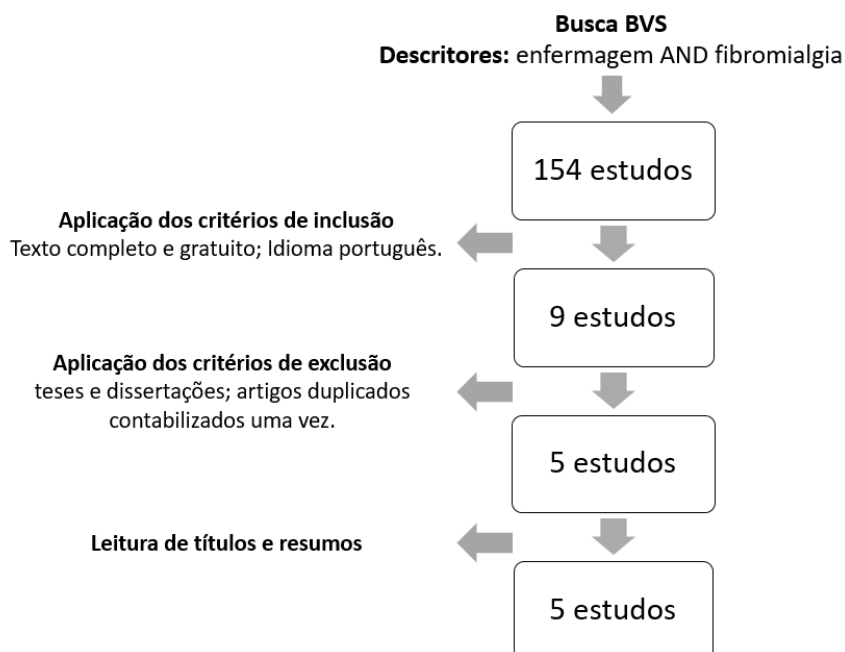 Busca BVS
Descritores: enfermagem AND fibromialgia
154 estudos
Aplicação dos critérios de inclusão
Texto completo e gratuito; Idioma português.
9 estudos
Aplicação dos critérios de exclusão
teses e dissertações; artigos duplicados
contabilizados uma vez.
5 estudos
Leitura de títulos e resumos
5 estudos